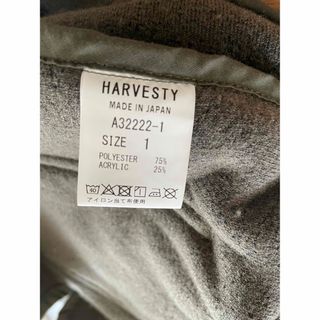 HARVESTY
MADE IN JAPAN
A32222-1
SIZE 1
POLYESTER 75%
ACRYLIC 25%
40
アイロン当て布使用